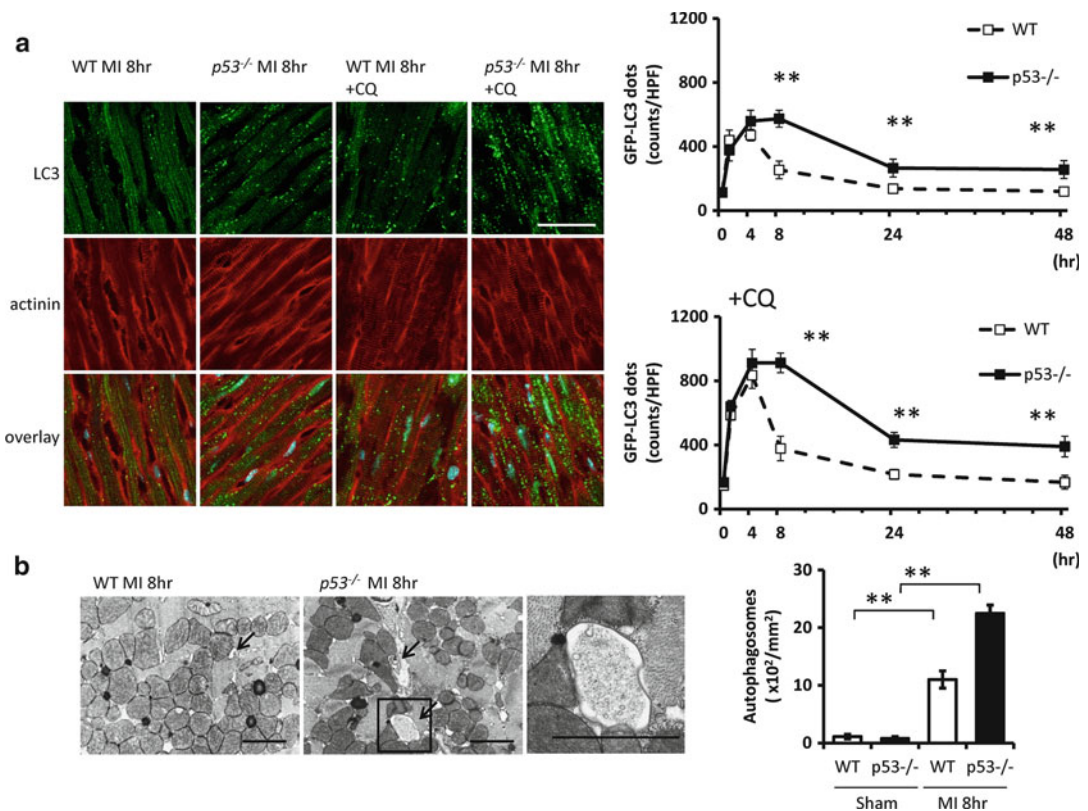 a
WT MI 8hr
p53-/- MI 8hr
WT MI 8hr
+CQ
p53-/- MI 8hr
+CQ
LC3
actinin
overlay
1200
800
400
0
GFP-LC3 dots
(counts/HPF)
WT
p53-/-
**
**
**
0 4 8 24 48
(hr)
+CQ
1200
800
400
0
GFP-LC3 dots
(counts/HPF)
WT
p53-/-
**
**
**
0 4 8 24 48
(hr)
b
WT MI 8hr
p53-/- MI 8hr
30
20
10
0
Autophagosomes
( x10²/mm²)
**
**
WT p53-/- WT p53-/-
Sham MI 8hr